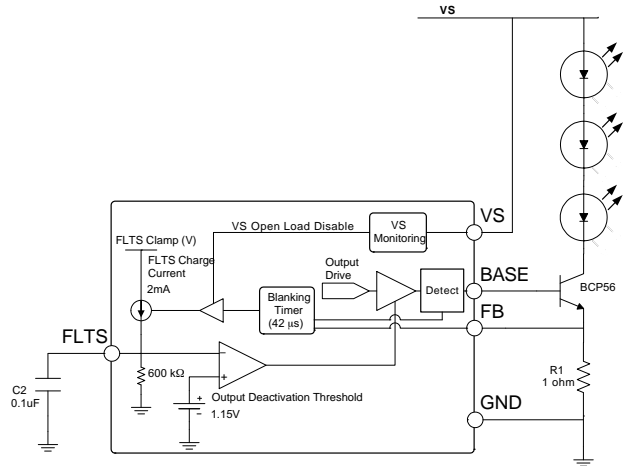 VS
VS
VS Open Load Disable
VS
Monitoring
FLTS Clamp (V)
FLTS Charge
Current
2mA
Output
Drive
BASE
Detect
BCP56
Blanking
Timer
(42 μs)
FB
FLTS
600 kΩ
−
+
R1
1 ohm
C2
0.1uF
+
−
Output Deactivation Threshold
1.15V
GND